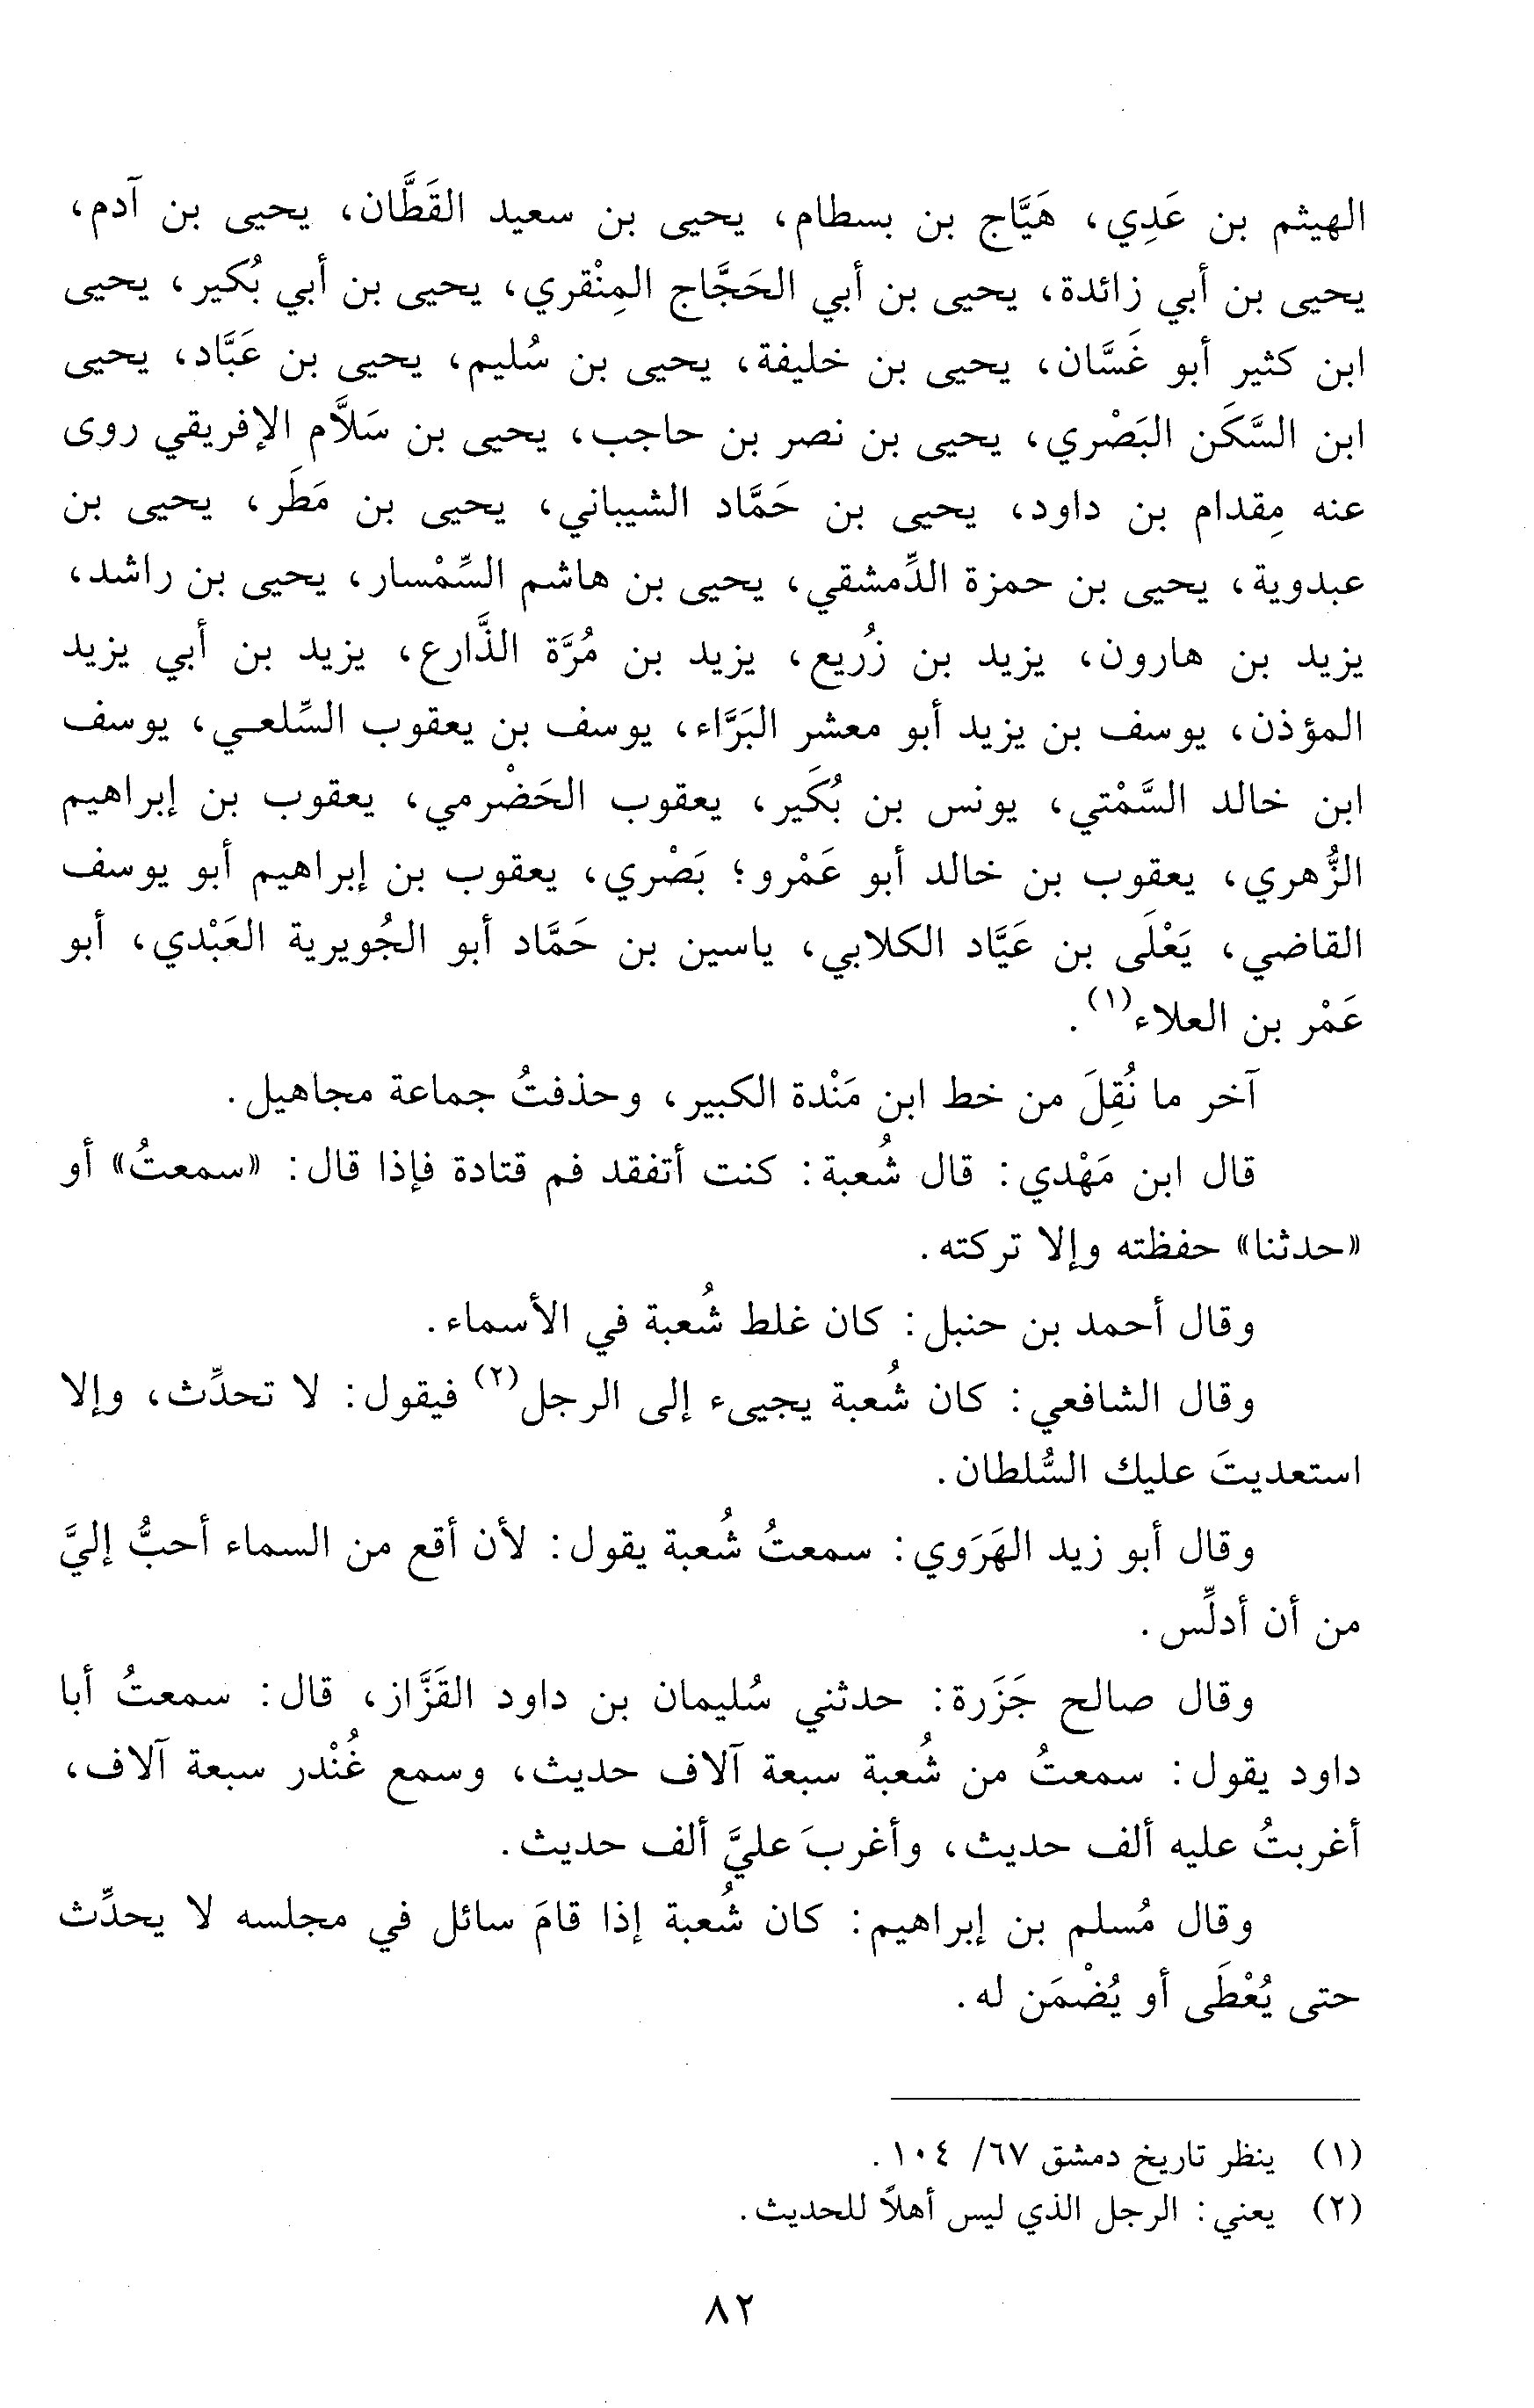 الهيثم بن عَدِي، هَيَّاج بن بسطام، يحيى بن سعيد القَطَّان، يحيى بن آدم،
يحيى بن أبي زائدة، يحيى بن أبي الحَجَّاج المِنْقري، يحيى بن أبي بُكير، يحيى
ابن كثير أبو غَسَّان، يحيى بن خليفة، يحيى بن سُليم، يحيى بن عَبَّاد، يحيى
ابن السَّكَن البَصْري، يحيى بن نصر بن حاجب، يحيى بن سَلاَّم الإفريقي روى
عنه مِقدام بن داود، يحيى بن حَمَّاد الشيباني، يحيى بن مَطَر، يحيى بن
عبدوية، يحيى بن حمزة الدِّمشقي، يحيى بن هاشم السِّمْسار، يحيى بن راشد،
يزيد بن هارون، يزيد بن زُريع، يزيد بن مُرَّة الذَّارع، يزيد بن أبي يزيد
المؤذن، يوسف بن يزيد أبو معشر البَرَّاء، يوسف بن يعقوب السِّلعي، يوسف
ابن خالد السَّمْتي، يونس بن بُكَير، يعقوب الحَضْرمي، يعقوب بن إبراهيم
الزُّهري، يعقوب بن خالد أبو عَمْرو؛ بَصْري، يعقوب بن إبراهيم أبو يوسف
القاضي، يَعْلَى بن عَيَّاد الكلابي، ياسين بن حَمَّاد أبو الجُويرية العَبْدي، أبو
عَمْر بن العلاء(١).
آخر ما نُقِلَ من خط ابن مَنْدة الكبير، وحذفتُ جماعة مجاهيل.
قال ابن مَهْدي: قال شُعبة: كنت أتفقد فم قتادة فإذا قال: «سمعتُ» أو
«حدثنا» حفظته وإلا تركته.
وقال أحمد بن حنبل: كان غلط شُعبة في الأسماء.
وقال الشافعي: كان شُعبة يجيىء إلى الرجل(٢) فيقول: لا تحدِّث، وإلا
استعديتَ عليك السُّلطان.
وقال أبو زيد الهَرَوي: سمعتُ شُعبة يقول: لأن أقع من السماء أحبُّ إليَّ
من أن أدلِّس.
وقال صالح جَزَرة: حدثني سُليمان بن داود القَزَّاز، قال: سمعتُ أبا
داود يقول: سمعتُ من شُعبة سبعة آلاف حديث، وسمع غُنْدر سبعة آلاف،
أغربتُ عليه ألف حديث، وأغربَ عليَّ ألف حديث.
وقال مُسلم بن إبراهيم: كان شُعبة إذا قامَ سائل في مجلسه لا يحدِّث
حتى يُعْطَى أو يُضْمَن له.
(١) ينظر تاريخ دمشق ٦٧/ ١٠٤.
(٢) يعني: الرجل الذي ليس أهلاً للحديث.
٨٢